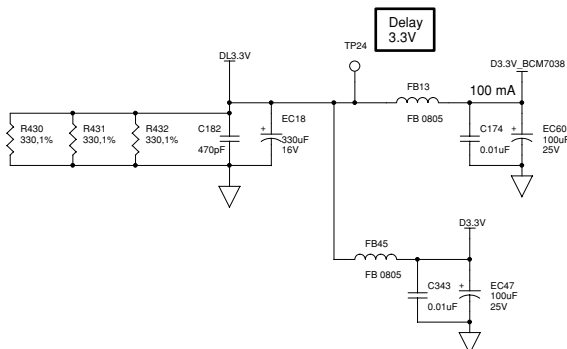 Delay
3.3V
TP24
DL3.3V
D3.3V_BCM7038
FB13
100 mA
FB 0805
R430
330,1%
R431
330,1%
R432
330,1%
C182
470pF
EC18
+
330uF
16V
C174
0.01uF
+
EC60
100uF
25V
D3.3V
FB45
FB 0805
C343
0.01uF
+
EC47
100uF
25V